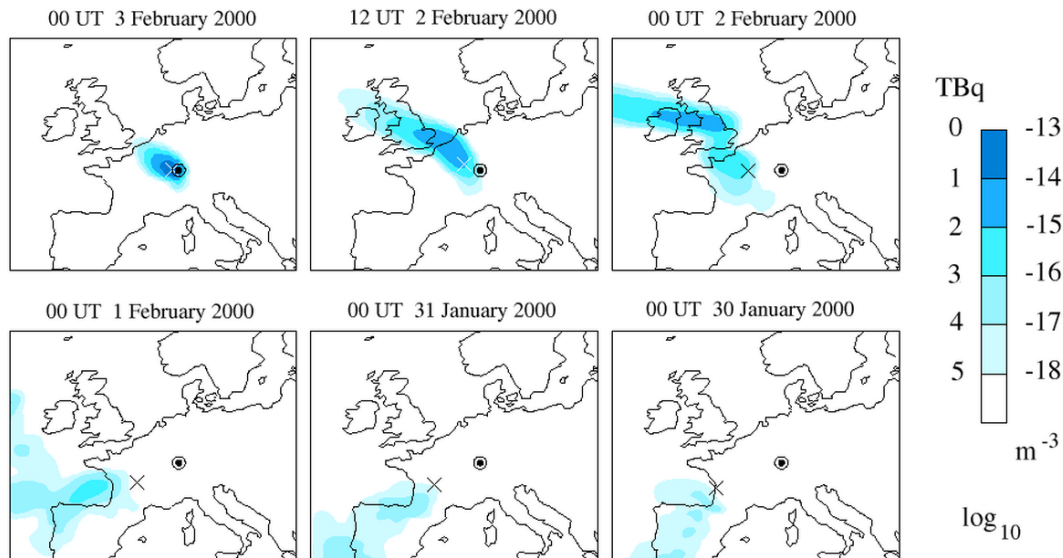 00 UT 3 February 2000
12 UT 2 February 2000
00 UT 2 February 2000
00 UT 1 February 2000
00 UT 31 January 2000
00 UT 30 January 2000
TBq
0 -13
1 -14
2 -15
3 -16
4 -17
5 -18
m-3
log10